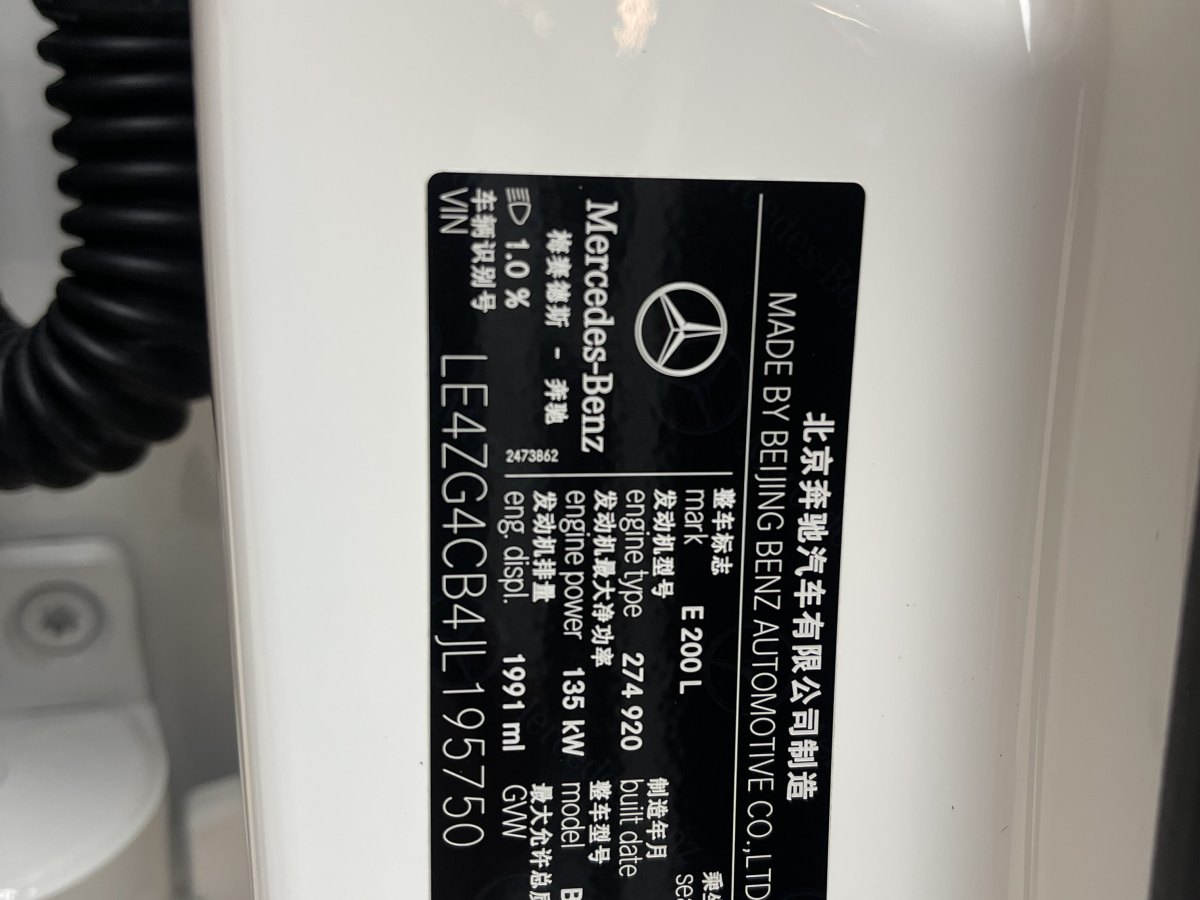 北京奔驰汽车有限公司制造
MADE BY BEIJING BENZ AUTOMOTIVE CO.,LTD
Mercedes-Benz
梅赛德斯 - 奔驰
1.0 %
2473862
整车标志
mark E 200 L
发动机型号
engine type 274 920
发动机最大净功率
engine power 135 kW
发动机排量
eng. displ. 1991 ml
制造年月
built date
整车型号
model B
最大允许总质
GVW
乘坐
sea
车辆识别号
VIN LE4ZG4CB4JL195750